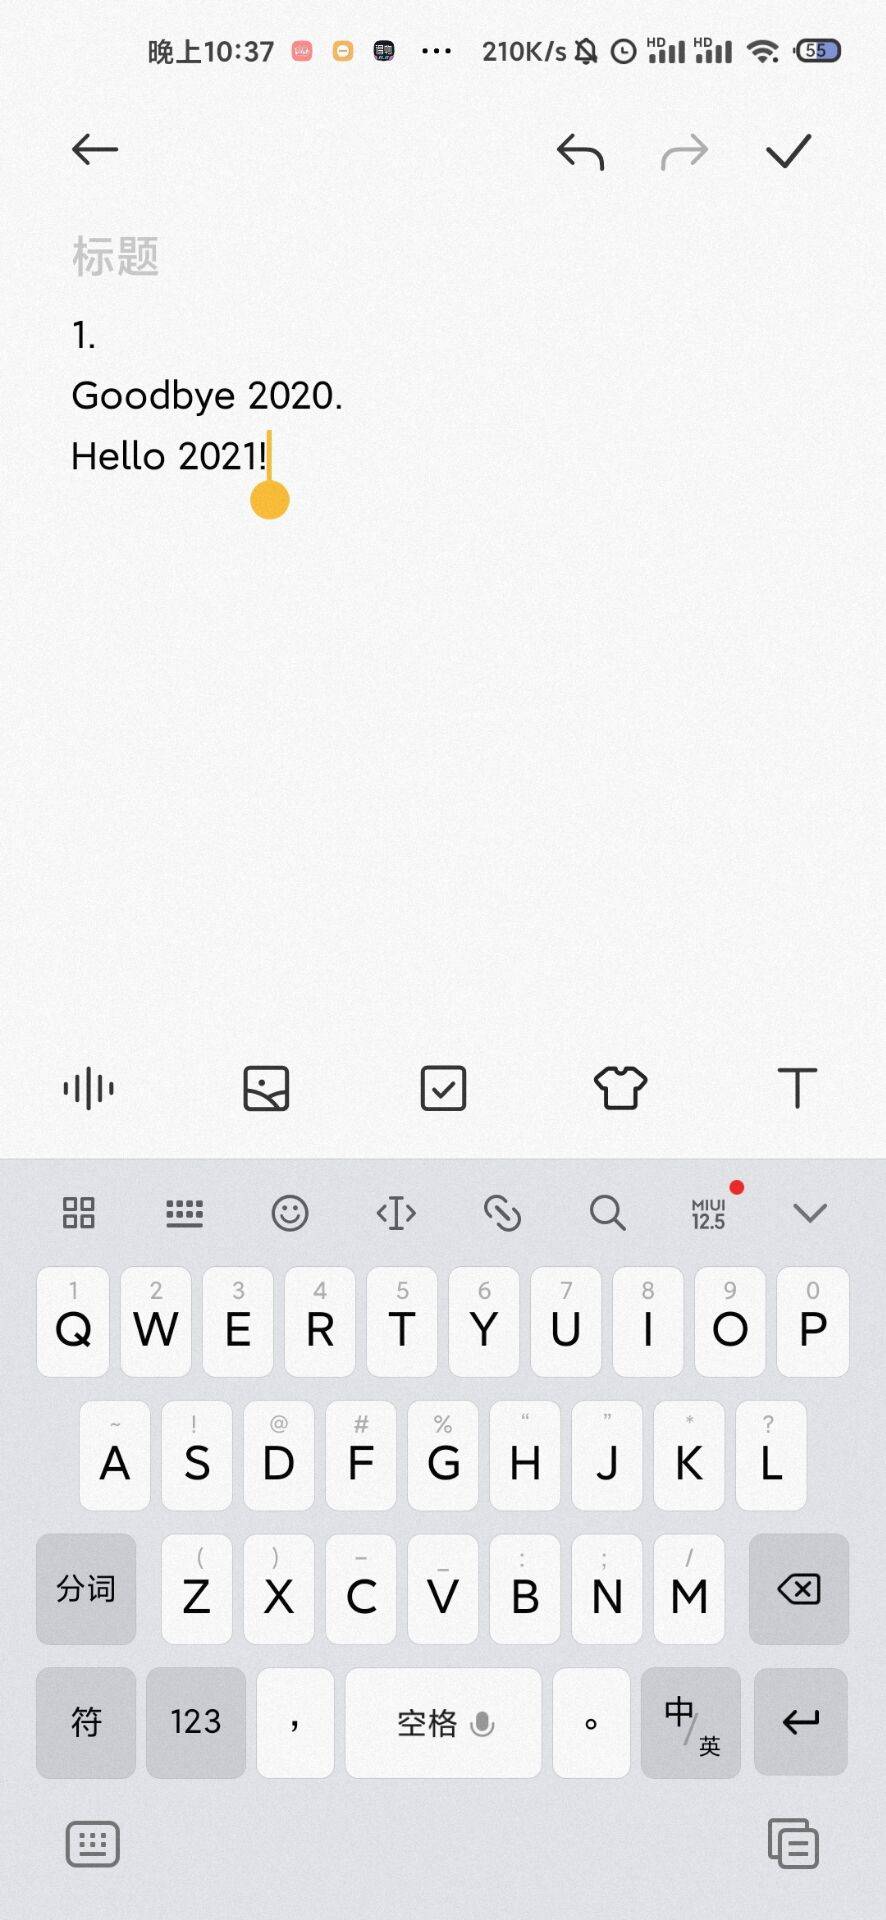 晚上10:37 210K/s HD HD 55
标题
1.
Goodbye 2020.
Hello 2021!
MIUI
12.5
1 2 3 4 5 6 7 8 9 0
Q W E R T Y U I O P
~ ! @ # % “ ” * ?
A S D F G H J K L
( ) – _ : ; /
分词 Z X C V B N M
符 123 , 空格 。 中/英